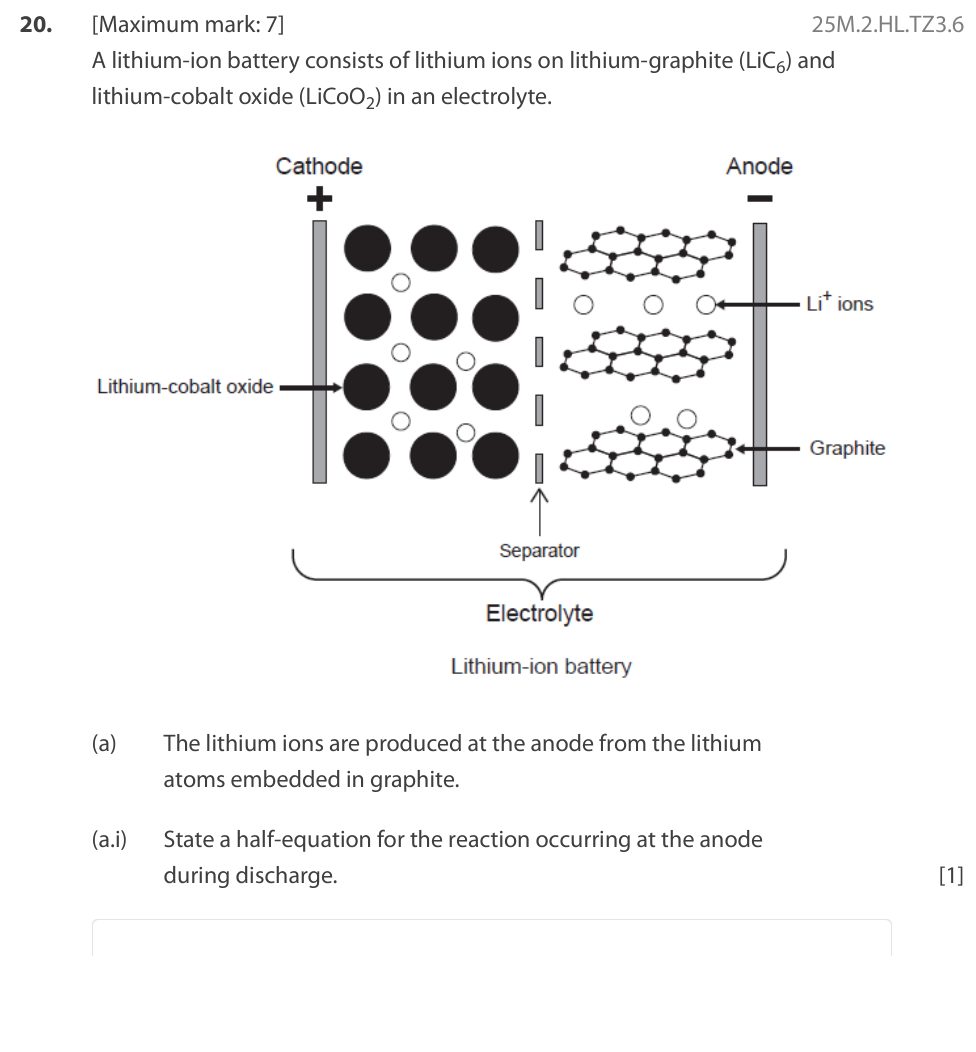 20. [Maximum mark: 7] 25M.2.HL.TZ3.6
A lithium-ion battery consists of lithium ions on lithium-graphite (LiC₆) and
lithium-cobalt oxide (LiCoO₂) in an electrolyte.
Cathode Anode
+ −
Li⁺ ions
Lithium-cobalt oxide
Graphite
Separator
Electrolyte
Lithium-ion battery
(a) The lithium ions are produced at the anode from the lithium
atoms embedded in graphite.
(a.i) State a half-equation for the reaction occurring at the anode
during discharge. [1]